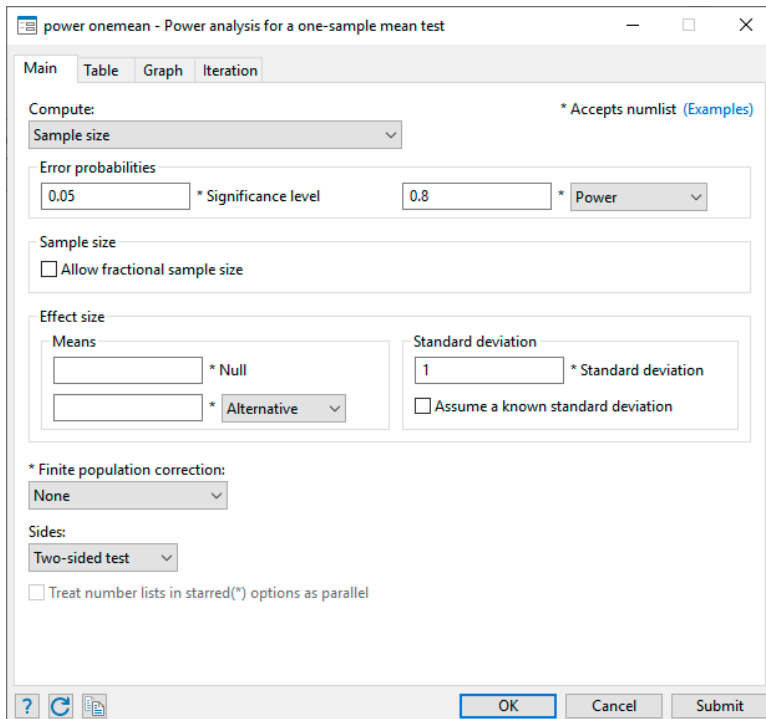 power onemean - Power analysis for a one-sample mean test
Main Table Graph Iteration
Compute: * Accepts numlist (Examples)
Sample size
Error probabilities
0.05 * Significance level 0.8 * Power
Sample size
Allow fractional sample size
Effect size
Means Standard deviation
* Null 1 * Standard deviation
* Alternative Assume a known standard deviation
* Finite population correction:
None
Sides:
Two-sided test
Treat number lists in starred(*) options as parallel
? OK Cancel Submit